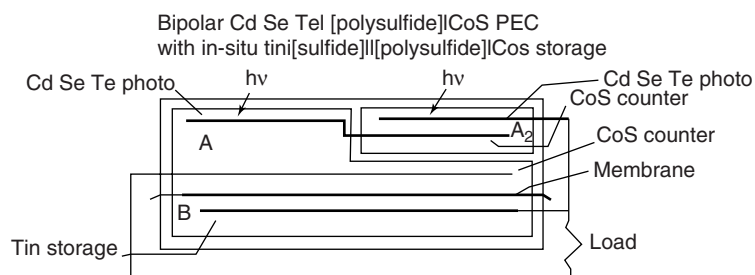 Bipolar Cd Se Tel [polysulfide]lCoS PEC
with in-situ tini[sulfide]ll[polysulfide]lCos storage
hν
hν
Cd Se Te photo
Cd Se Te photo
CoS counter
A
A2
CoS counter
Membrane
B
Tin storage
Load